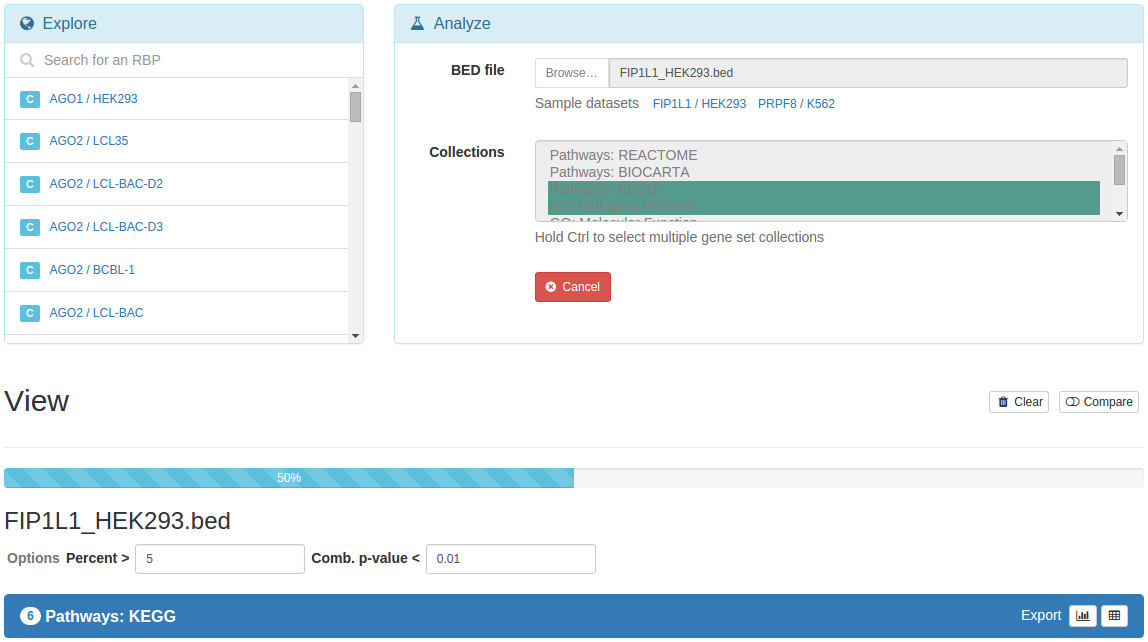 Explore
Search for an RBP
C AGO1 / HEK293
C AGO2 / LCL35
C AGO2 / LCL-BAC-D2
C AGO2 / LCL-BAC-D3
C AGO2 / BCBL-1
C AGO2 / LCL-BAC
Analyze
BED file Browse... FIP1L1_HEK293.bed
Sample datasets FIP1L1 / HEK293 PRPF8 / K562
Collections
Pathways: REACTOME
Pathways: BIOCARTA
Pathways: KEGG
GO: Biological Process
GO: Molecular Function
Hold Ctrl to select multiple gene set collections
Cancel
View Clear Compare
50%
FIP1L1_HEK293.bed
Options Percent > 5 Comb. p-value < 0.01
6 Pathways: KEGG Export